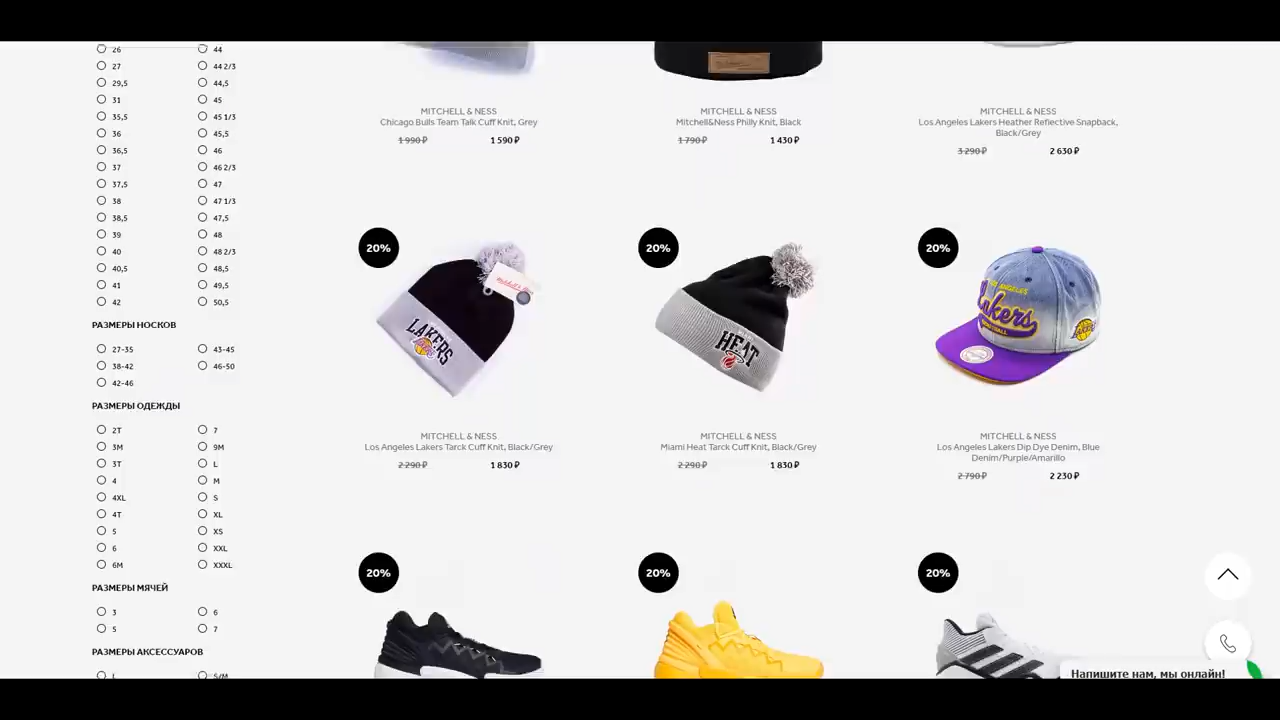 26
44
27
44 2/3
29,5
44,5
31
45
35,5
45 1/3
36
45,5
36,5
46
37
46 2/3
37,5
47
38
47 1/3
38,5
47,5
39
48
40
48 2/3
40,5
48,5
41
49,5
42
50,5
РАЗМЕРЫ НОСКОВ
27-35
43-45
38-42
46-50
42-46
РАЗМЕРЫ ОДЕЖДЫ
2T
7
3M
9M
3T
L
4
M
4XL
S
4T
XL
5
XS
6
XXL
6M
XXXL
РАЗМЕРЫ МЯЧЕЙ
3
6
5
7
РАЗМЕРЫ АКСЕССУАРОВ
L
S/M
MITCHELL & NESS
Chicago Bulls Team Talk Cuff Knit, Grey
1 990 ₽ 1 590 ₽
MITCHELL & NESS
Mitchell&Ness Philly Knit, Black
1 790 ₽ 1 430 ₽
MITCHELL & NESS
Los Angeles Lakers Heather Reflective Snapback,
Black/Grey
3 290 ₽ 2 630 ₽
20%
LAKERS
MITCHELL & NESS
Los Angeles Lakers Tarck Cuff Knit, Black/Grey
2 290 ₽ 1 830 ₽
20%
HEAT
MITCHELL & NESS
Miami Heat Tarck Cuff Knit, Black/Grey
2 290 ₽ 1 830 ₽
20%
LOS ANGELES
Lakers
MITCHELL & NESS
Los Angeles Lakers Dip Dye Denim, Blue
Denim/Purple/Amarillo
2 790 ₽ 2 230 ₽
20%
20%
20%
Напишите нам, мы онлайн!